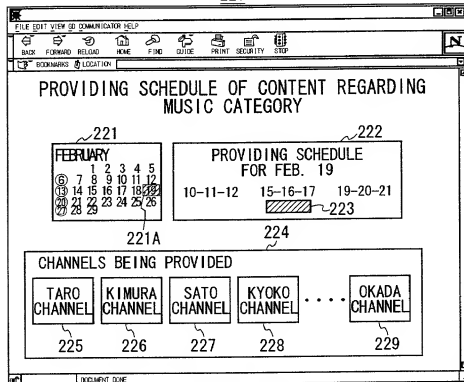 FILE EDIT VIEW GO COMMUNICATOR HELP
BACK FORWARD RELOAD HOME FIND GUIDE PRINT SECURITY STOP
N
BOOKMARKS LOCATION
PROVIDING SCHEDULE OF CONTENT REGARDING
MUSIC CATEGORY
221
222
FEBRUARY
1 2 3 4 5
6 7 8 9 10 11 12
13 14 15 16 17 18 19
20 21 22 23 24 25 26
27 28 29
PROVIDING SCHEDULE
FOR FEB. 19
10-11-12 15-16-17 19-20-21
223
221A
224
CHANNELS BEING PROVIDED
TARO CHANNEL
KIMURA CHANNEL
SATO CHANNEL
KYOKO CHANNEL
OKADA CHANNEL
225 226 227 228 229
DOCUMENT DONE